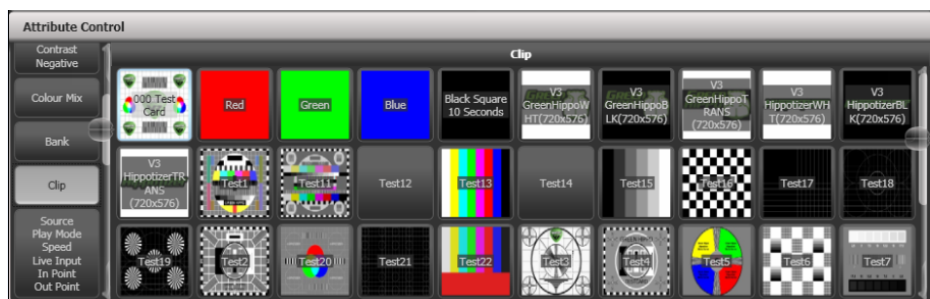 Attribute Control
Contrast
Negative
Colour Mix
Bank
Clip
Source
Play Mode
Speed
Live Input
In Point
Out Point
Clip
000 Test
Card
Red
Green
Blue
Black Square
10 Seconds
V3
GreenHippoW
HT(720x576)
V3
GreenHippoB
LK(720x576)
V3
GreenHippoT
RANS
(720x576)
V3
HippotizerWH
T(720x576)
V3
HippotizerBL
K(720x576)
V3
HippotizerTR
ANS
(720x576)
Test1
Test11
Test12
Test13
Test14
Test15
Test16
Test17
Test18
Test19
Test2
Test20
Test21
Test22
Test3
Test4
Test5
Test6
Test7